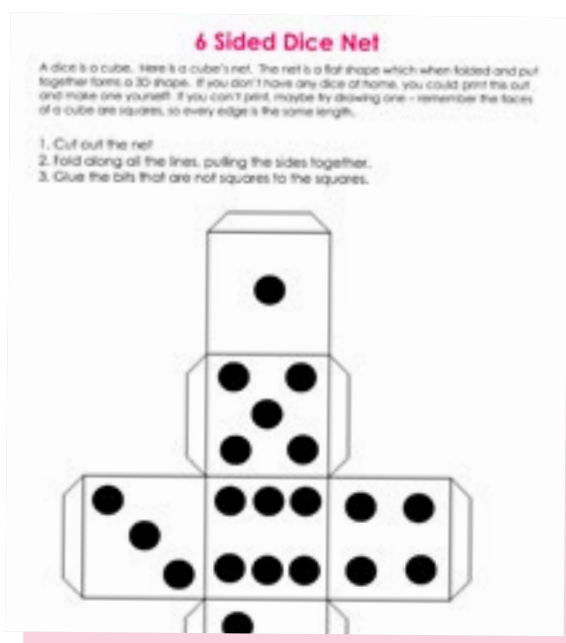 6 Sided Dice Net
A dice is a cube. Here is a cube's net. The net is a flat shape which when folded and put
together forms a 3D shape. If you don't have any dice at home, you could print this out
and make one yourself! If you can't print, maybe try drawing one - remember the faces
of a cube are squares, so every edge is the same length.
1. Cut out the net
2. Fold along all the lines, pulling the sides together.
3. Glue the bits that are not squares to the squares.